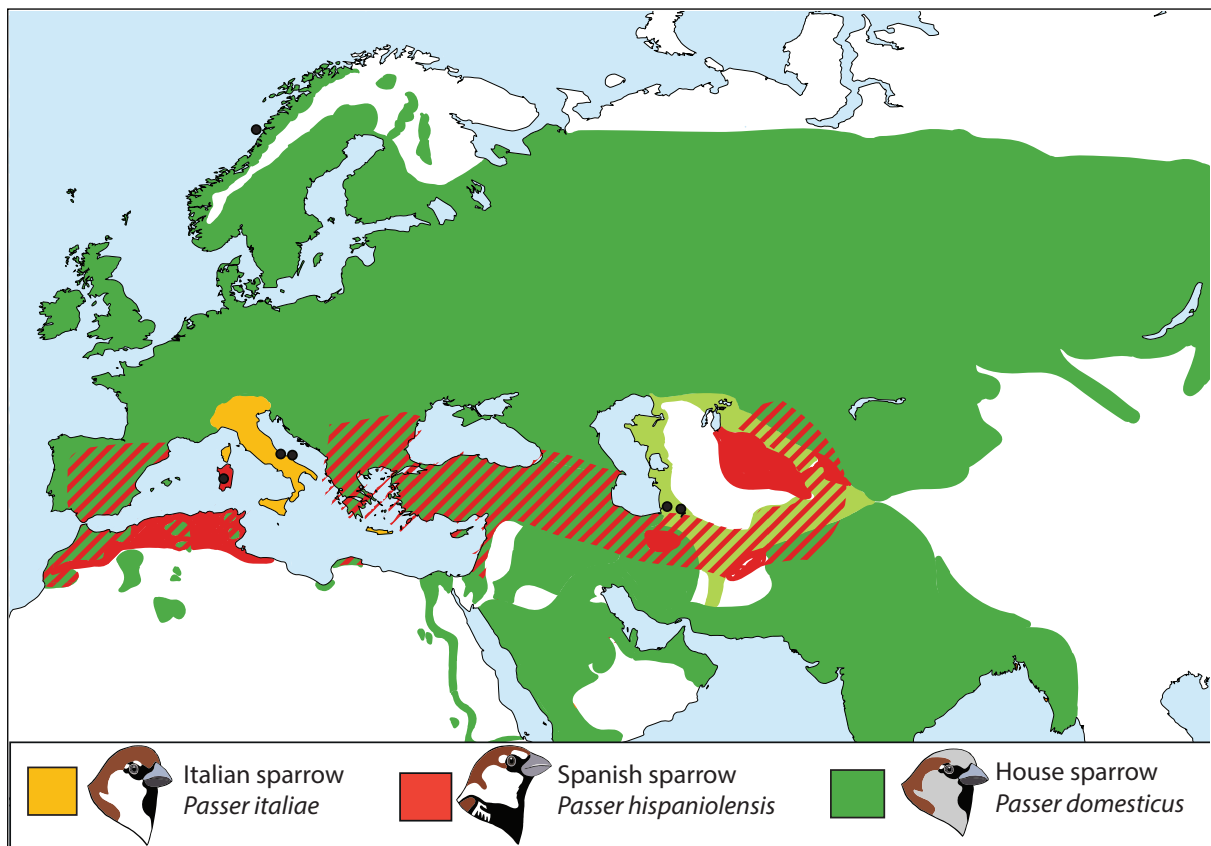 Italian sparrow
Passer italiae
Spanish sparrow
Passer hispaniolensis
House sparrow
Passer domesticus